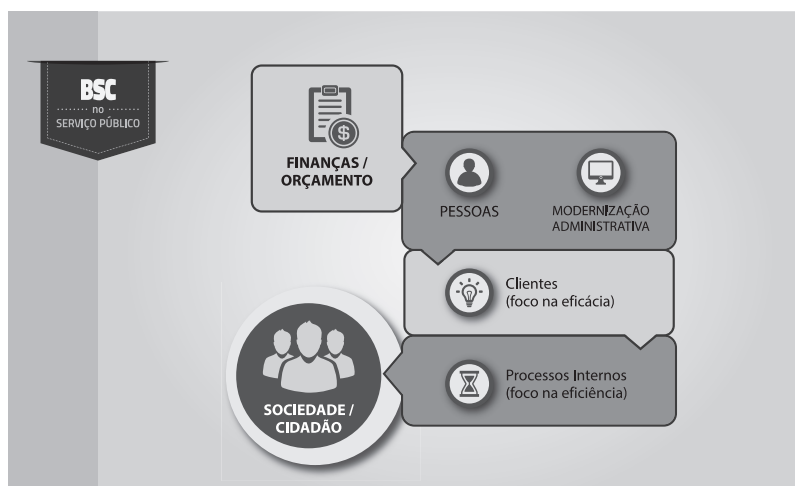 BSC
no
SERVIÇO PÚBLICO
FINANÇAS /
ORÇAMENTO
$
PESSOAS
MODERNIZAÇÃO
ADMINISTRATIVA
Clientes
(foco na eficácia)
Processos Internos
(foco na eficiência)
SOCIEDADE /
CIDADÃO